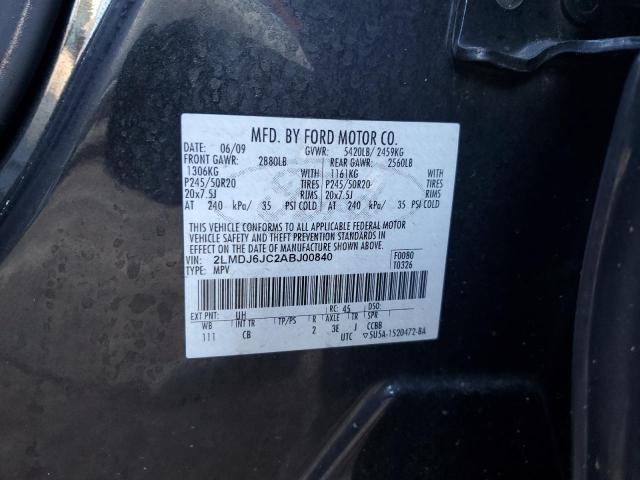 MFD. BY FORD MOTOR CO.
DATE: 06/09 GVWR: 5420LB/ 2459KG
FRONT GAWR: 2880LB REAR GAWR: 2560LB
1306KG 1161KG
P245/50R20 TIRES P245/50R20 TIRES
20x7.5J RIMS 20x7.5J RIMS
AT 240 kPa/ 35 PSI COLD AT 240 kPa/ 35 PSI COLD
THIS VEHICLE CONFORMS TO ALL APPLICABLE FEDERAL MOTOR
VEHICLE SAFETY AND THEFT PREVENTION STANDARDS IN
EFFECT ON THE DATE OF MANUFACTURE SHOWN ABOVE.
VIN: 2LMDJ6JC2ABJ00840 F0080
TYPE: MPV T0326
EXT PNT: UH RC: 45 DSO:
WB INT TR TP/PS R AXLE TR SPR
111 CB 2 3E J CCBB
UTC ▽5U5A-1520472-BA